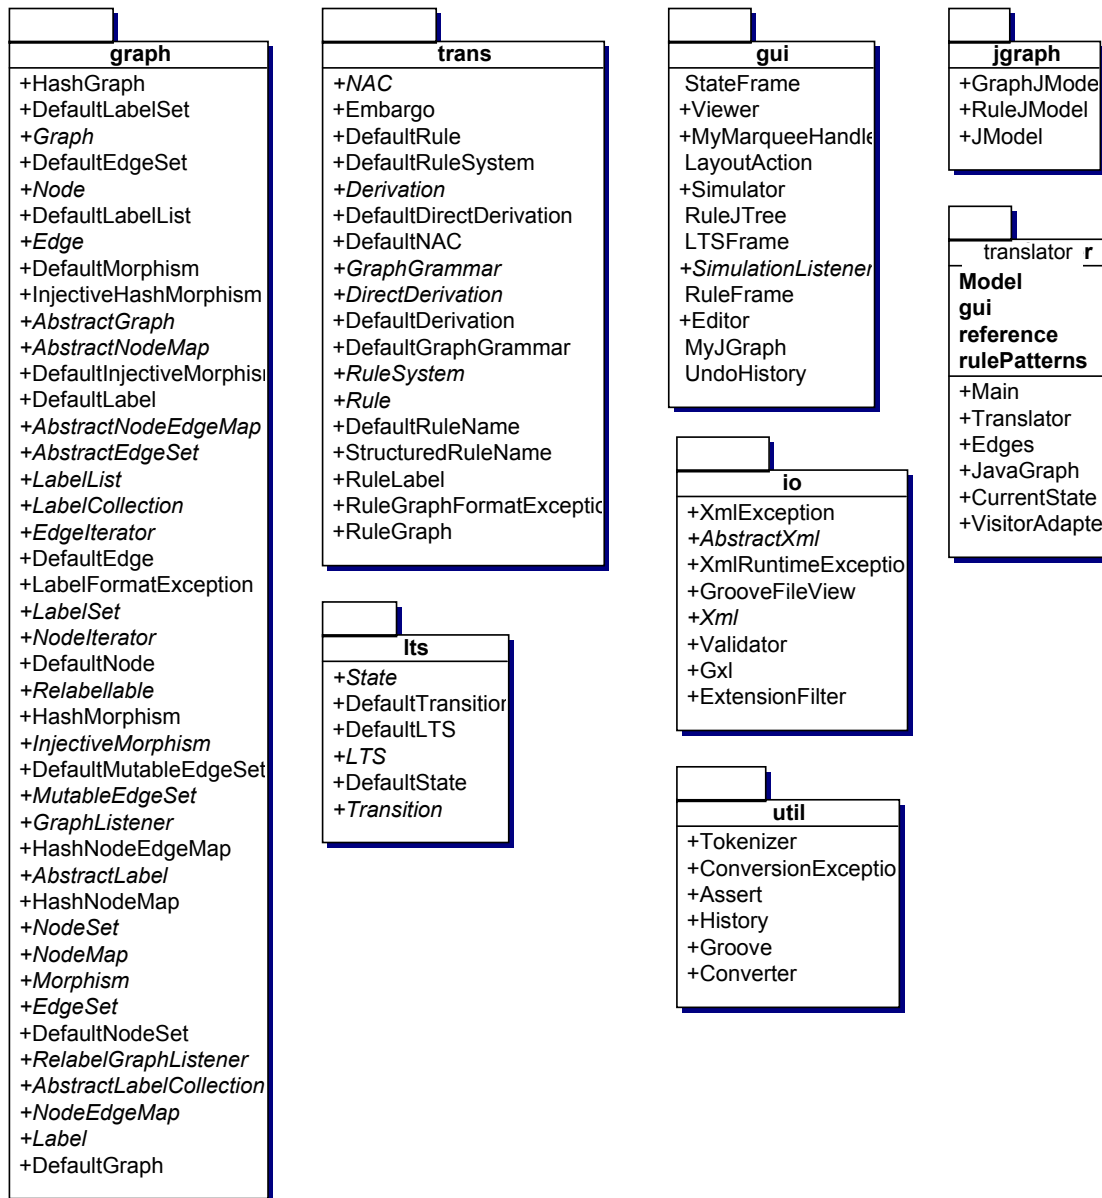 graph
+HashGraph
+DefaultLabelSet
+Graph
+DefaultEdgeSet
+Node
+DefaultLabelList
+Edge
+DefaultMorphism
+InjectiveHashMorphism
+AbstractGraph
+AbstractNodeMap
+DefaultInjectiveMorphis
+DefaultLabel
+AbstractNodeEdgeMap
+AbstractEdgeSet
+LabelList
+LabelCollection
+EdgeIterator
+DefaultEdge
+LabelFormatException
+LabelSet
+NodeIterator
+DefaultNode
+Relabellable
+HashMorphism
+InjectiveMorphism
+DefaultMutableEdgeSet
+MutableEdgeSet
+GraphListener
+HashNodeEdgeMap
+AbstractLabel
+HashNodeMap
+NodeSet
+NodeMap
+Morphism
+EdgeSet
+DefaultNodeSet
+RelabelGraphListener
+AbstractLabelCollection
+NodeEdgeMap
+Label
+DefaultGraph
trans
+NAC
+Embargo
+DefaultRule
+DefaultRuleSystem
+Derivation
+DefaultDirectDerivation
+DefaultNAC
+GraphGrammar
+DirectDerivation
+DefaultDerivation
+DefaultGraphGrammar
+RuleSystem
+Rule
+DefaultRuleName
+StructuredRuleName
+RuleLabel
+RuleGraphFormatExceptio
+RuleGraph
lts
+State
+DefaultTransition
+DefaultLTS
+LTS
+DefaultState
+Transition
gui
StateFrame
+Viewer
+MyMarqueeHandle
LayoutAction
+Simulator
RuleJTree
LTSFrame
+SimulationListener
RuleFrame
+Editor
MyJGraph
UndoHistory
io
+XmlException
+AbstractXml
+XmlRuntimeExceptio
+GrooveFileView
+Xml
+Validator
+Gxl
+ExtensionFilter
util
+Tokenizer
+ConversionExceptio
+Assert
+History
+Groove
+Converter
jgraph
+GraphJMode
+RuleJModel
+JModel
translator r
Model
gui
reference
rulePatterns
+Main
+Translator
+Edges
+JavaGraph
+CurrentState
+VisitorAdapte